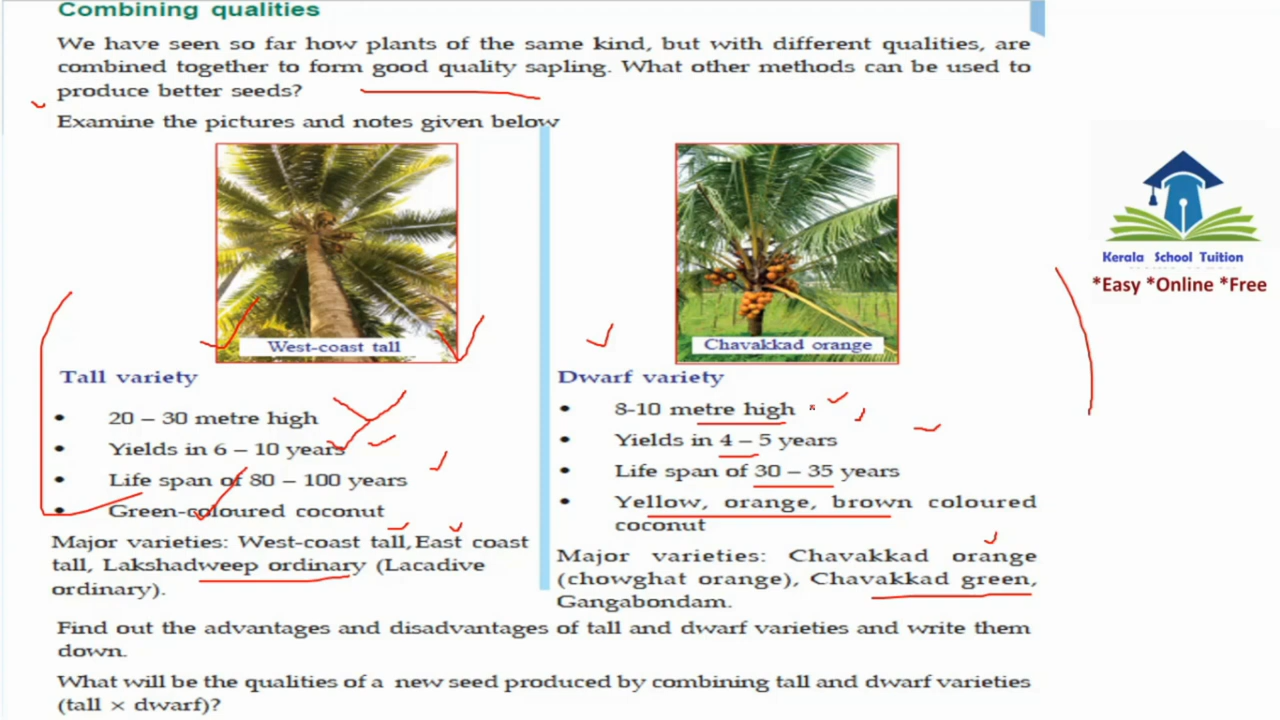 Combining qualities
We have seen so far how plants of the same kind, but with different qualities, are
combined together to form good quality sapling. What other methods can be used to
produce better seeds?
Examine the pictures and notes given below
West-coast tall
Tall variety
• 20 – 30 metre high
• Yields in 6 – 10 years
• Life span of 80 – 100 years
• Green-coloured coconut
Major varieties: West-coast tall, East coast
tall, Lakshadweep ordinary (Lacadive
ordinary).
Chavakkad orange
Dwarf variety
• 8-10 metre high
• Yields in 4 – 5 years
• Life span of 30 – 35 years
• Yellow, orange, brown coloured
coconut
Major varieties: Chavakkad orange
(chowghat orange), Chavakkad green,
Gangabondam.
Find out the advantages and disadvantages of tall and dwarf varieties and write them
down.
What will be the qualities of a new seed produced by combining tall and dwarf varieties
(tall × dwarf)?
Kerala School Tuition
*Easy *Online *Free